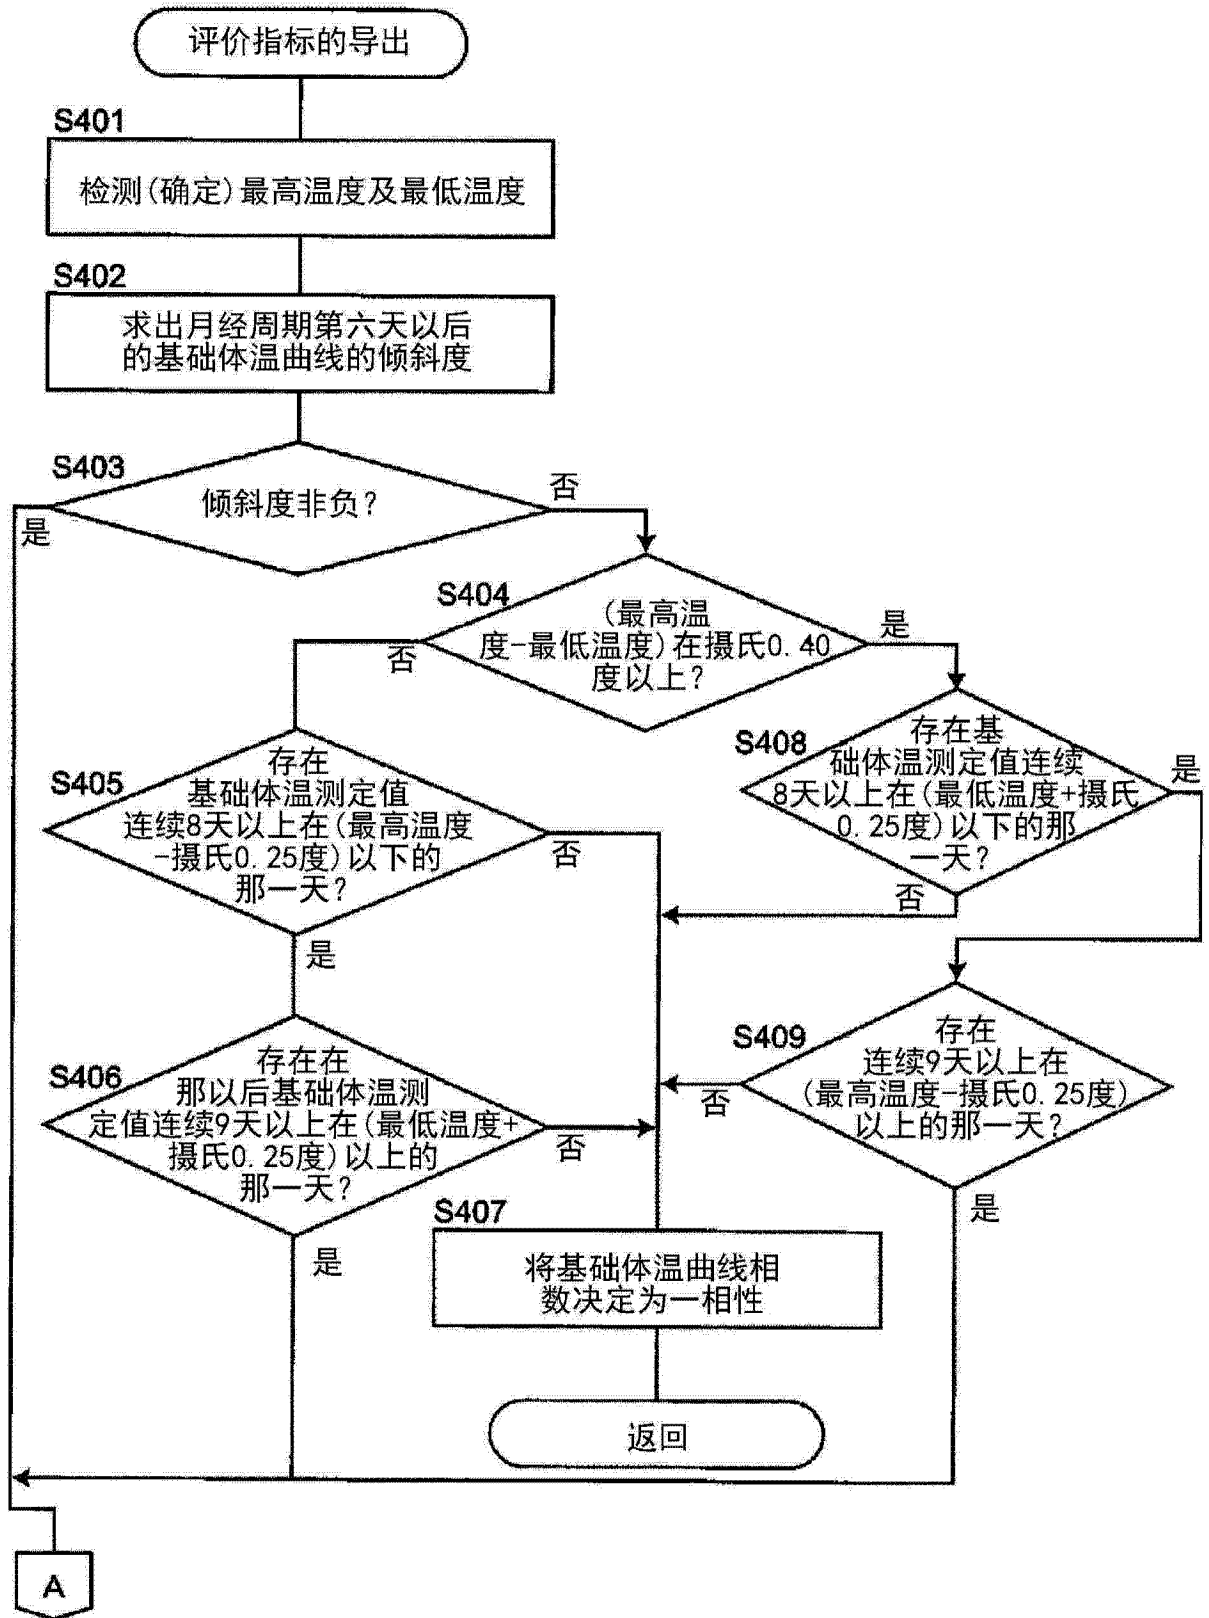 评价指标的导出
S401
检测(确定)最高温度及最低温度
S402
求出月经周期第六天以后
的基础体温曲线的倾斜度
S403
倾斜度非负?
是
否
S404
(最高温
度-最低温度)在摄氏0.40
度以上?
否
是
S405
存在
基础体温测定值
连续8天以上在(最高温度
-摄氏0.25度)以下的
那一天?
否
是
S408
存在基
础体温测定值连续
8天以上在(最低温度+摄氏
0.25度)以下的那
一天?
是
否
S406
存在在
那以后基础体温测
定值连续9天以上在(最低温度+
摄氏0.25度)以上的
那一天?
否
是
S409
存在
连续9天以上在
(最高温度-摄氏0.25度)
以上的那一天?
否
是
S407
将基础体温曲线相
数决定为一相性
返回
A